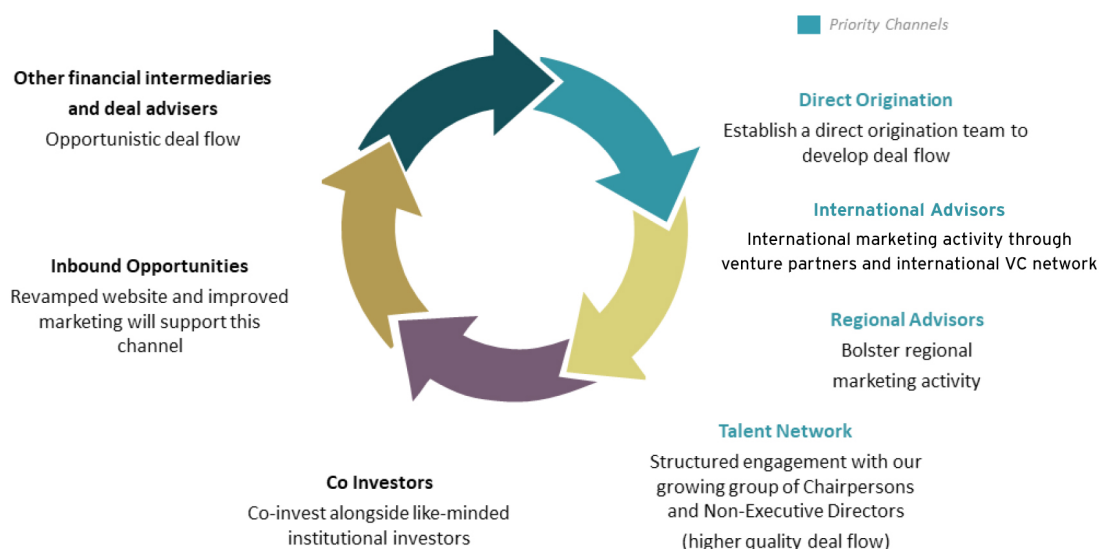 Priority Channels
Other financial intermediaries
and deal advisers
Opportunistic deal flow
Direct Origination
Establish a direct origination team to
develop deal flow
International Advisors
International marketing activity through
venture partners and international VC network
Inbound Opportunities
Revamped website and improved
marketing will support this
channel
Regional Advisors
Bolster regional
marketing activity
Talent Network
Structured engagement with our
growing group of Chairpersons
and Non-Executive Directors
(higher quality deal flow)
Co Investors
Co-invest alongside like-minded
institutional investors